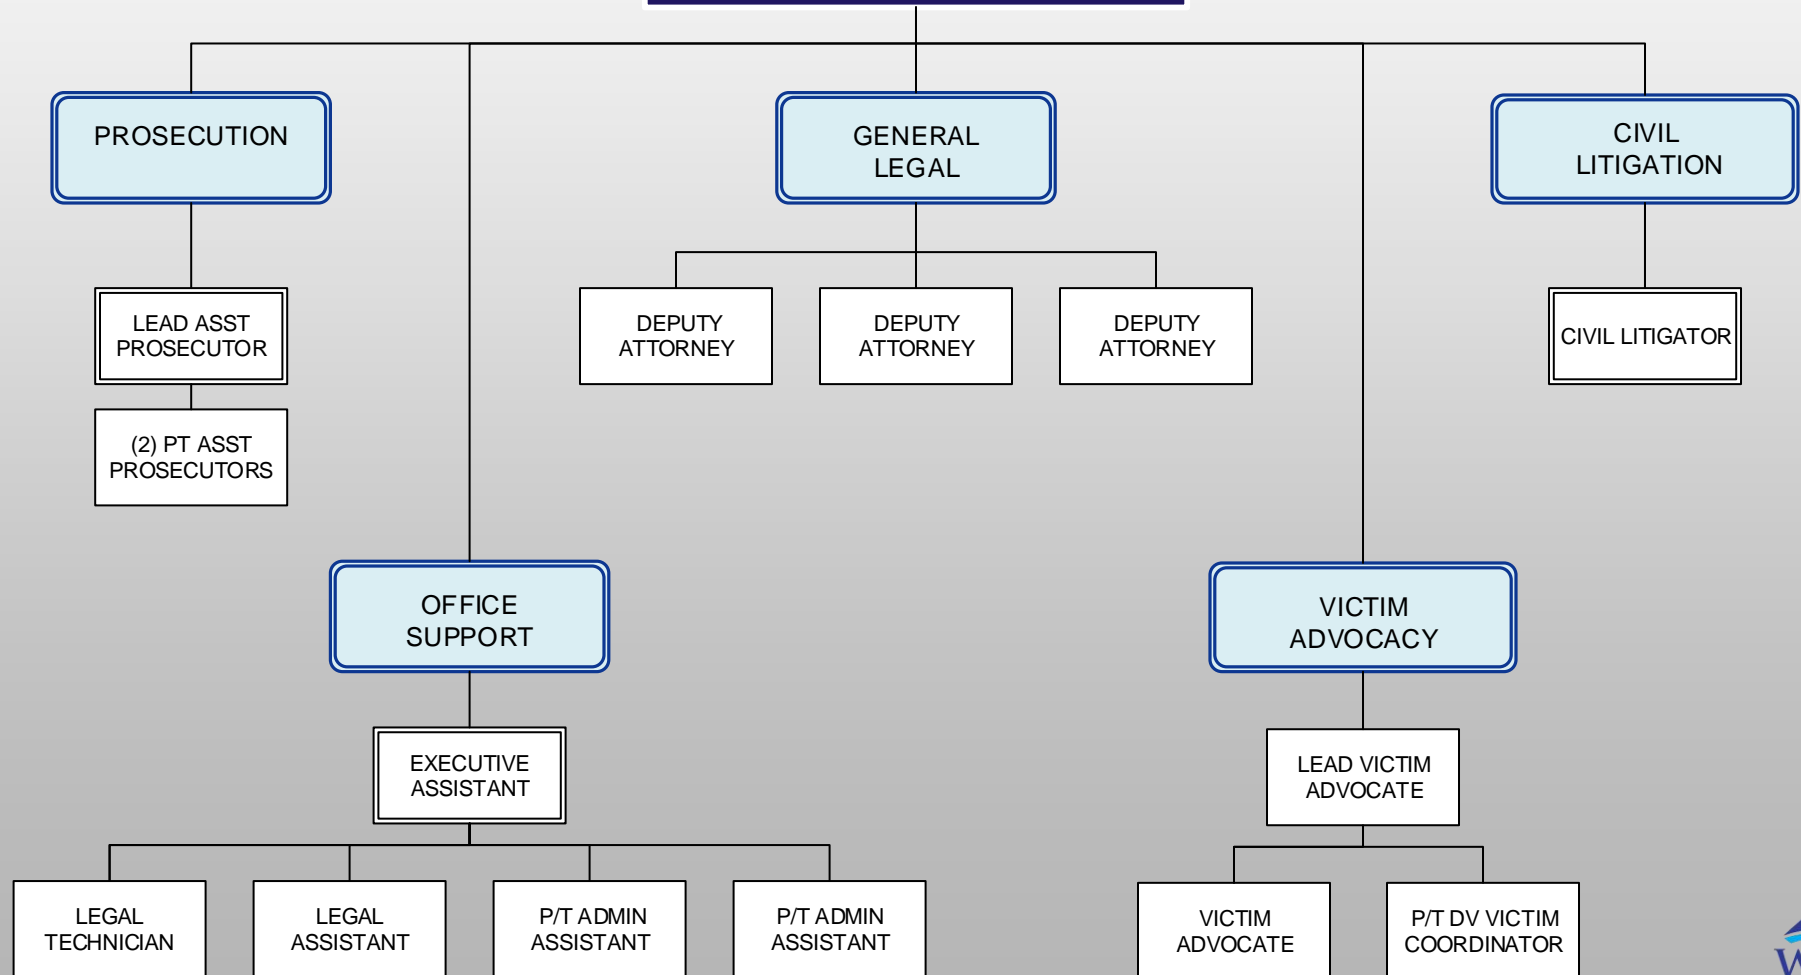 PROSECUTION
GENERAL
LEGAL
CIVIL
LITIGATION
LEAD ASST
PROSECUTOR
DEPUTY
ATTORNEY
DEPUTY
ATTORNEY
DEPUTY
ATTORNEY
CIVIL LITIGATOR
(2) PT ASST
PROSECUTORS
OFFICE
SUPPORT
VICTIM
ADVOCACY
EXECUTIVE
ASSISTANT
LEAD VICTIM
ADVOCATE
LEGAL
TECHNICIAN
LEGAL
ASSISTANT
P/T ADMIN
ASSISTANT
P/T ADMIN
ASSISTANT
VICTIM
ADVOCATE
P/T DV VICTIM
COORDINATOR